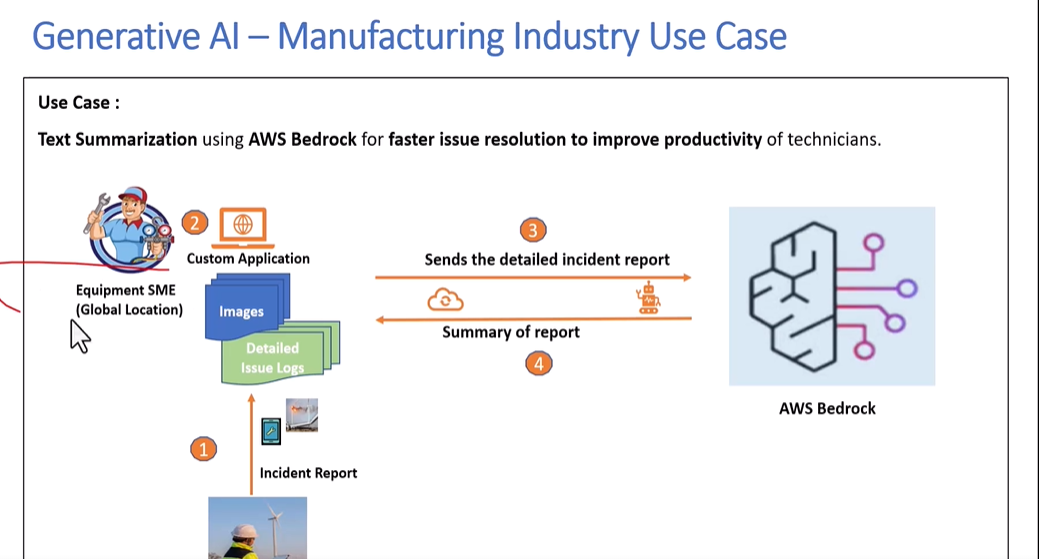 Generative AI – Manufacturing Industry Use Case
Use Case :
Text Summarization using AWS Bedrock for faster issue resolution to improve productivity of technicians.
2
Custom Application
Equipment SME
(Global Location)
Images
Detailed
Issue Logs
3
Sends the detailed incident report
Summary of report
4
AWS Bedrock
1
Incident Report